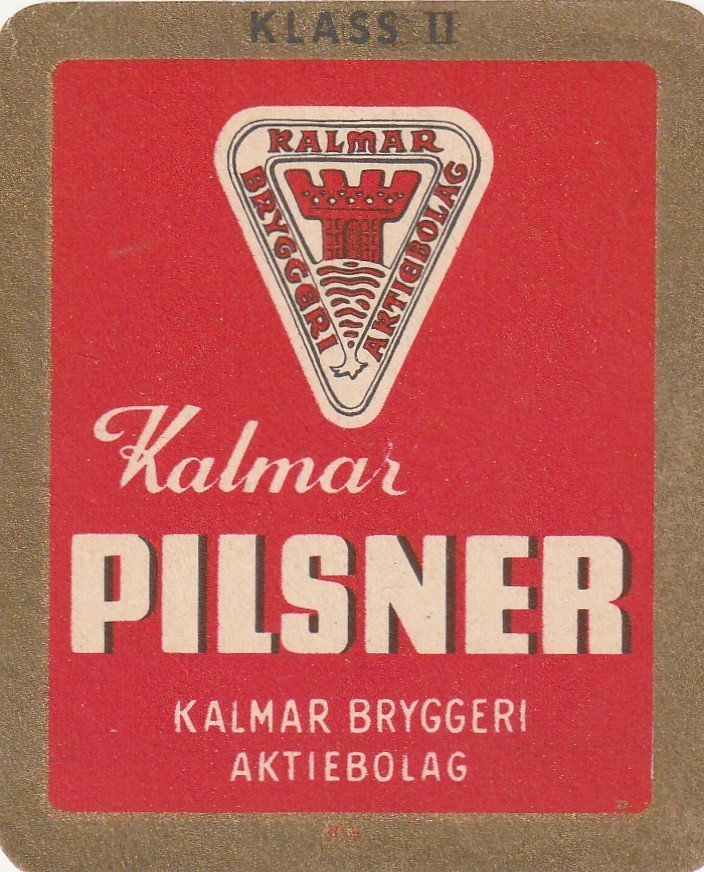 KLASS II
KALMAR
BRYGGERI
AKTIEBOLAG
Kalmar
PILSNER
KALMAR BRYGGERI
AKTIEBOLAG